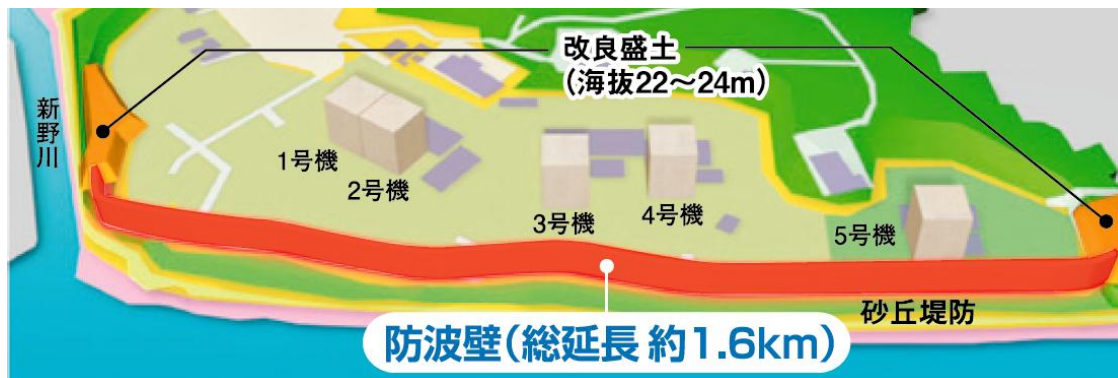 改良盛土
(海抜22〜24m)
新野川
1号機
2号機
3号機
4号機
5号機
砂丘堤防
防波壁(総延長 約1.6km)